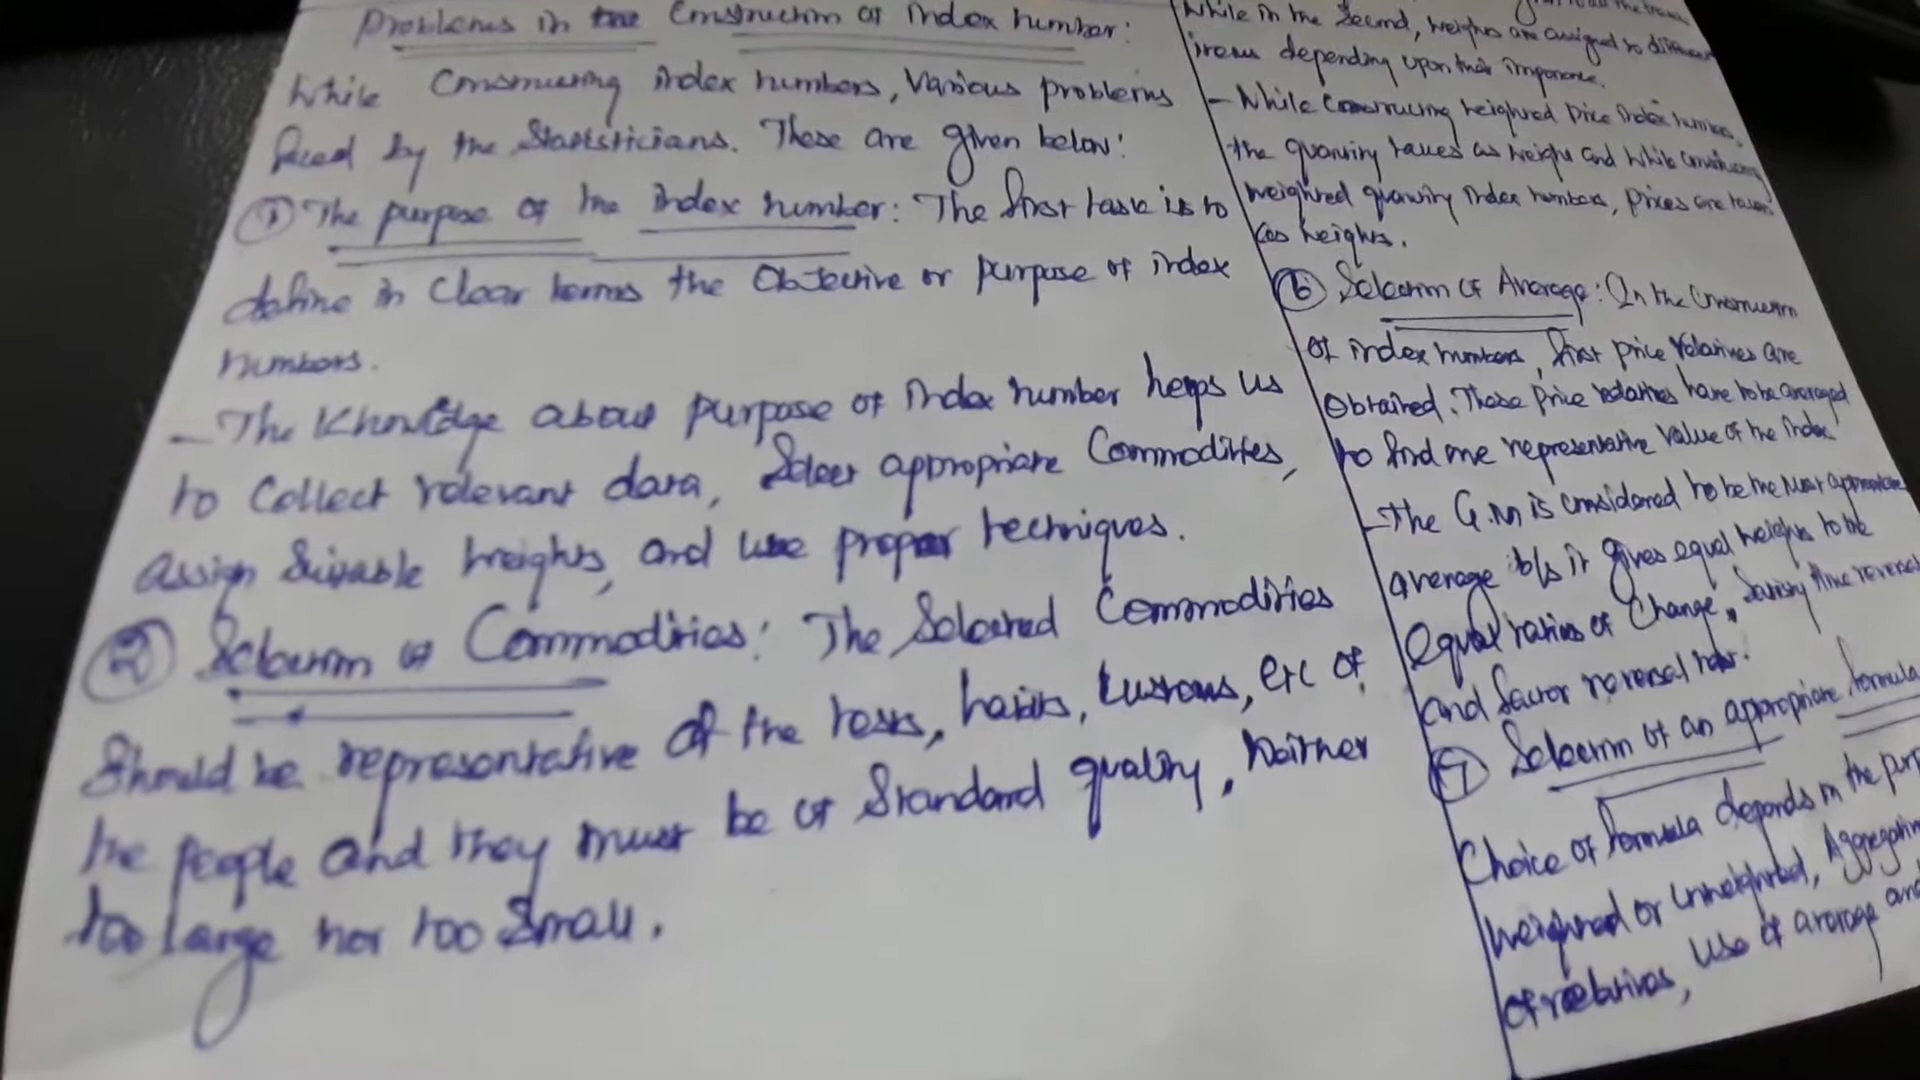 Problems in the Construction of index number:
While Construcing index numbers, Various problems
faced by the Statisticians. These are given below:
① The purpose of the index number: The first task is to
define in Clear terms the Objective or purpose of index
numbers.
- The Knowledge about purpose of index number helps us
to Collect relevant data, Select appropriate Commodities,
assign Suitable weights, and use proper techniques.
② Selection of Commodities: The Selected Commodities
Should be representative of the tests, habits, customs, etc of
the people and they must be of Standard quality, Neither
too large nor too Small.
While in the Second, weights are assigned to different
items depending upon their importance.
- While Construcing weighted Price Index number,
the quantity taken as weight and While construcing
weighted quantity index numbers, Prices are taken
as weights.
⑥ Selection of Average: In the Construction
of index numbers, first price relatives are
Obtained. These price relatives have to be averaged
to find one representative Value of the index.
- The G.M is considered to be the Most appropriate
average b/s it gives equal weights to the
equal ratios of Change, Satisfy time reversal
and factor reversal
⑦ Selection of an appropriate formula
Choice of formula depends on the
weighted or unweighted,
of relatives, use of average and